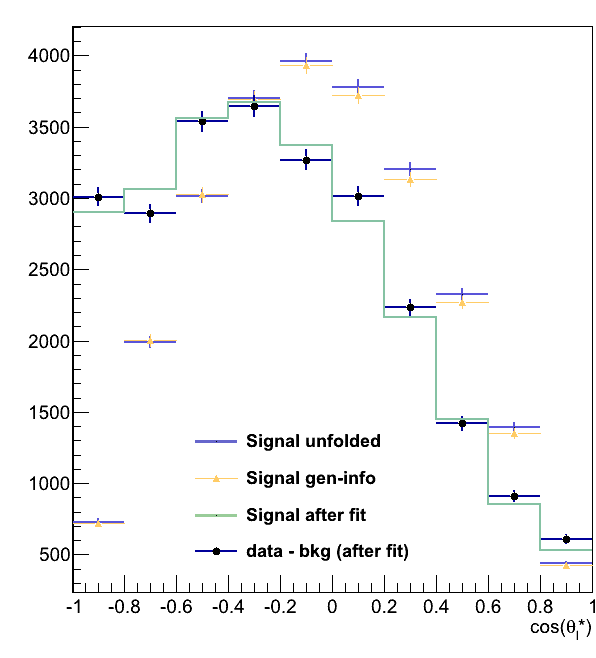 4000
3500
3000
2500
2000
1500
1000
500
Signal unfolded
Signal gen-info
Signal after fit
data - bkg (after fit)
-1 -0.8 -0.6 -0.4 -0.2 0 0.2 0.4 0.6 0.8 1
cos(θ_l^*)